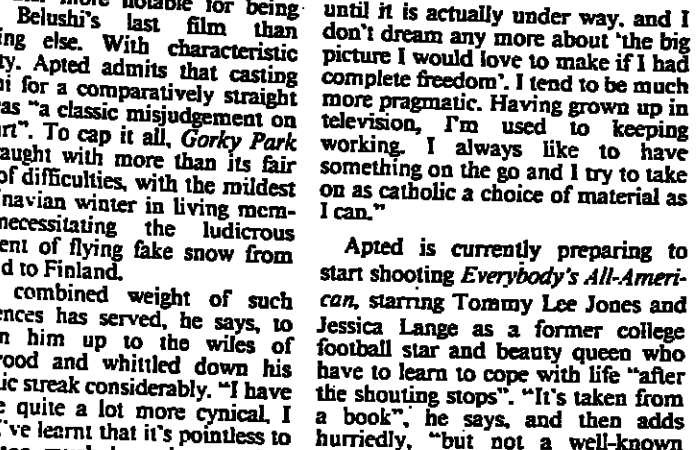 notable for being
Belushi's last film than
ing else. With characteristic
ty. Apted admits that casting
hi for a comparatively straight
as "a classic misjudgement on
art". To cap it all, Gorky Park
aught with more than its fair
of difficulties, with the mildest
navian winter in living mem-
necessitating the ludicrous
ent of flying fake snow from
d to Finland.
combined weight of such
ences has served, he says, to
n him up to the wiles of
ood and whittled down his
ic streak considerably. "I have
e quite a lot more cynical. I
I've learnt that it's pointless to
until it is actually under way, and I
don't dream any more about 'the big
picture I would love to make if I had
complete freedom'. I tend to be much
more pragmatic. Having grown up in
television, I'm used to keeping
working. I always like to have
something on the go and I try to take
on as catholic a choice of material as
I can."
Apted is currently preparing to
start shooting Everybody's All-Ameri-
can, starring Tommy Lee Jones and
Jessica Lange as a former college
football star and beauty queen who
have to learn to cope with life "after
the shouting stops". "It's taken from
a book", he says, and then adds
hurriedly, "but not a well-known